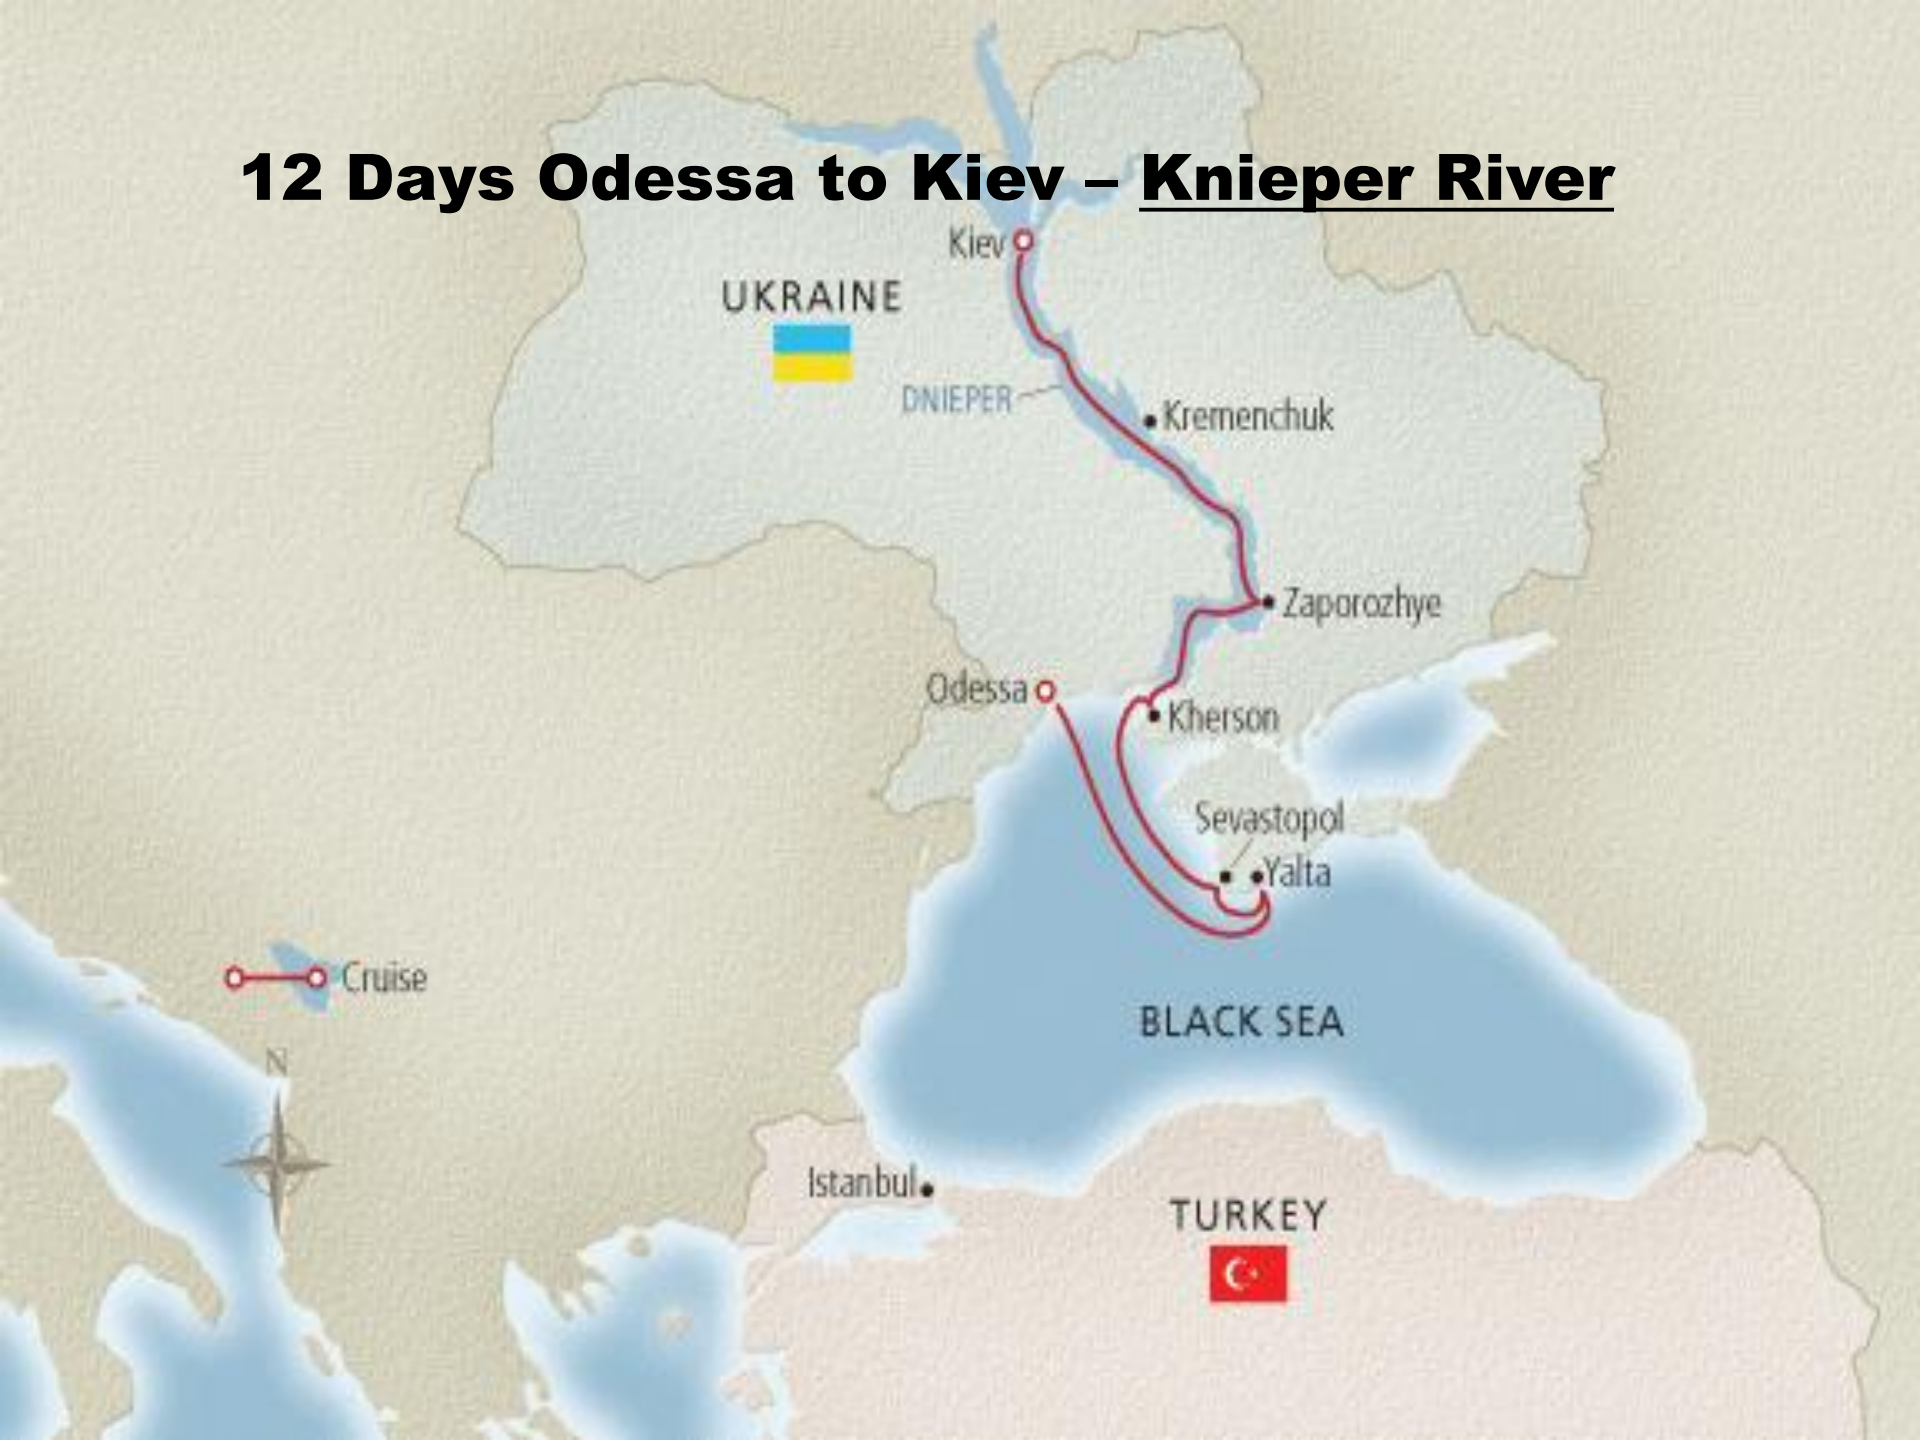 12 Days Odessa to Kiev – Knieper River
Kiev
UKRAINE
DNIEPER
Kremenchuk
Zaporozhye
Odessa
Kherson
Sevastopol
Yalta
Cruise
BLACK SEA
N
Istanbul
TURKEY